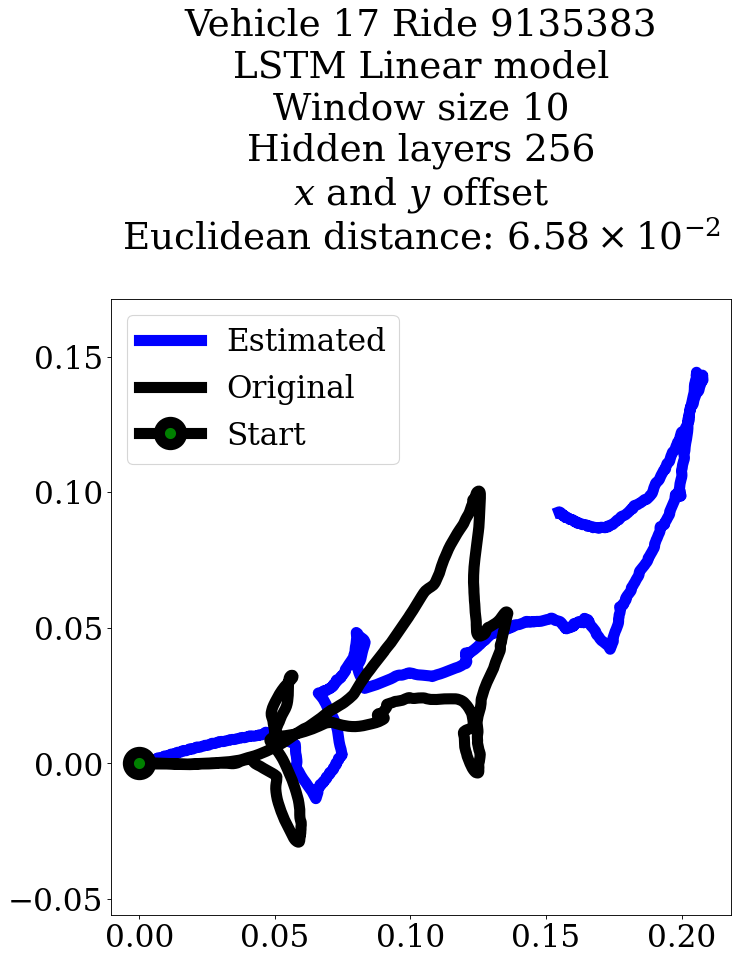 Vehicle 17 Ride 9135383
LSTM Linear model
Window size 10
Hidden layers 256
x and y offset
Euclidean distance: 6.58 × 10⁻²
Estimated
Original
Start
0.15
0.10
0.05
0.00
−0.05
0.00 0.05 0.10 0.15 0.20